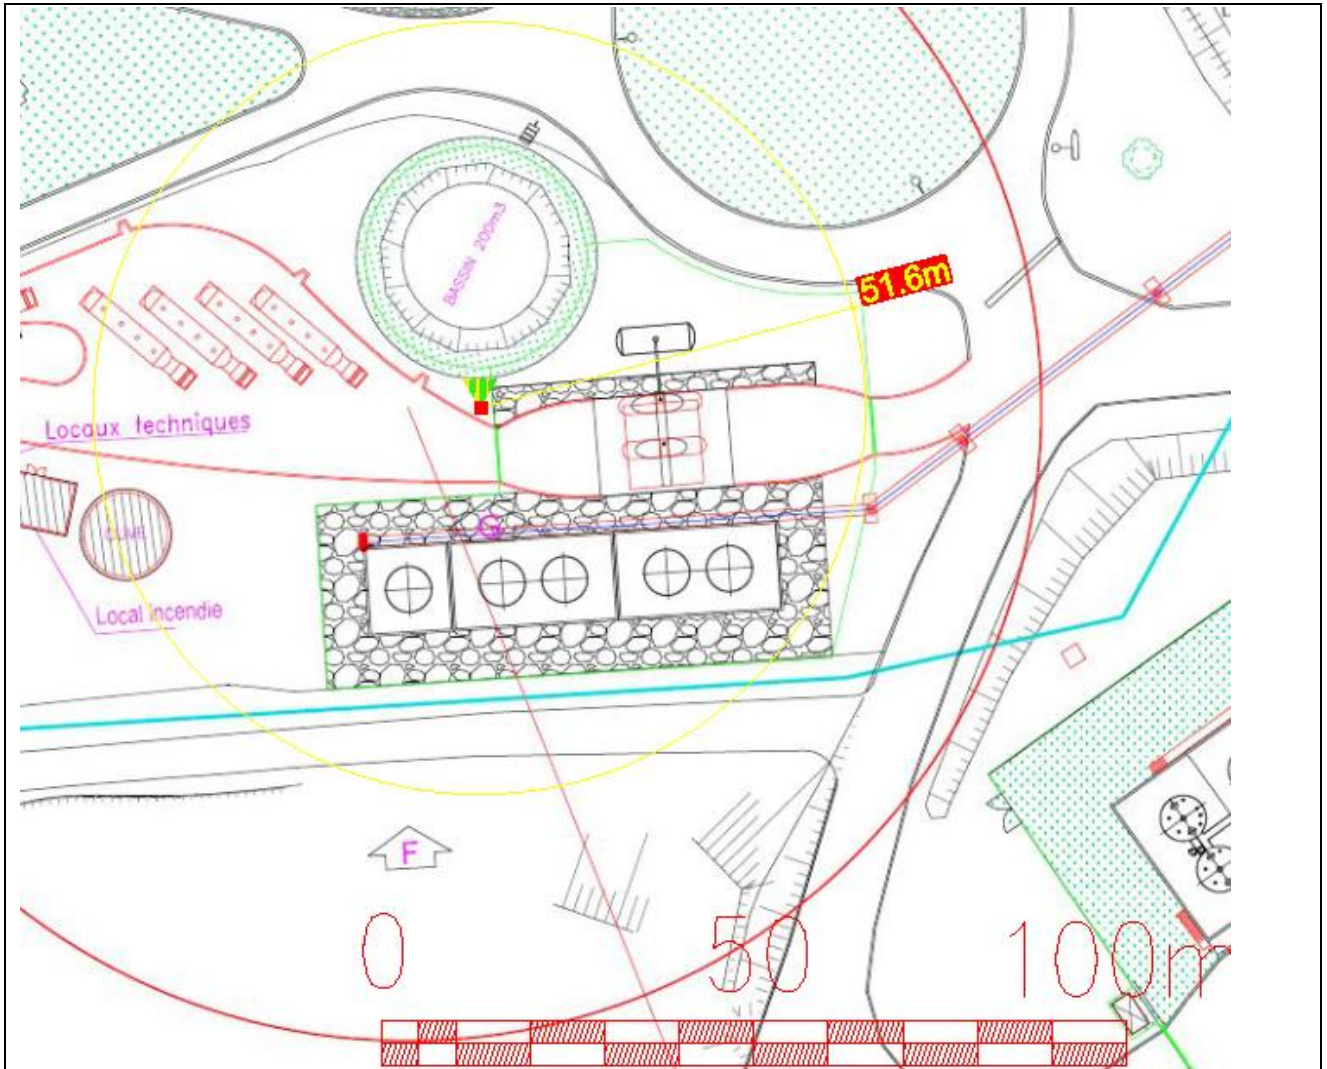 BASSIN 200m3
51.6m
Locaux techniques
G
Local incendie
F
0 50 100m